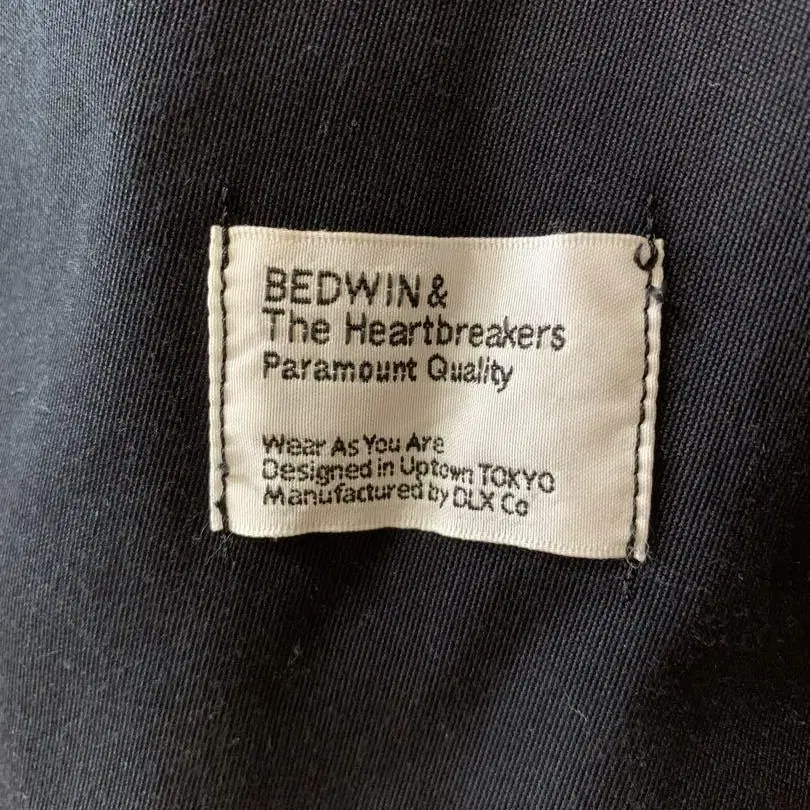 BEDWIN &
The Heartbreakers
Paramount Quality
Wear As You Are
Designed in Uptown TOKYO
Manufactured by DLX Co